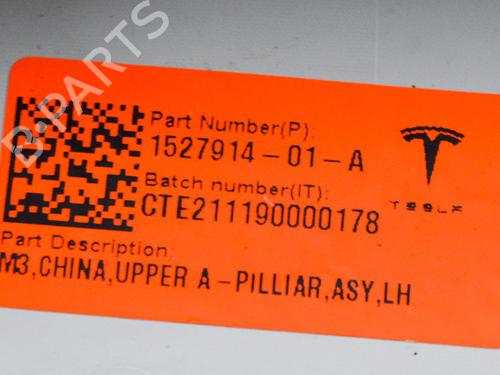 B-PARTS
Part Number(P):
1527914-01-A
Batch number(IT):
CTE211190000178
TESLA
Part Description:
M3,CHINA,UPPER A-PILLIAR,ASY,LH